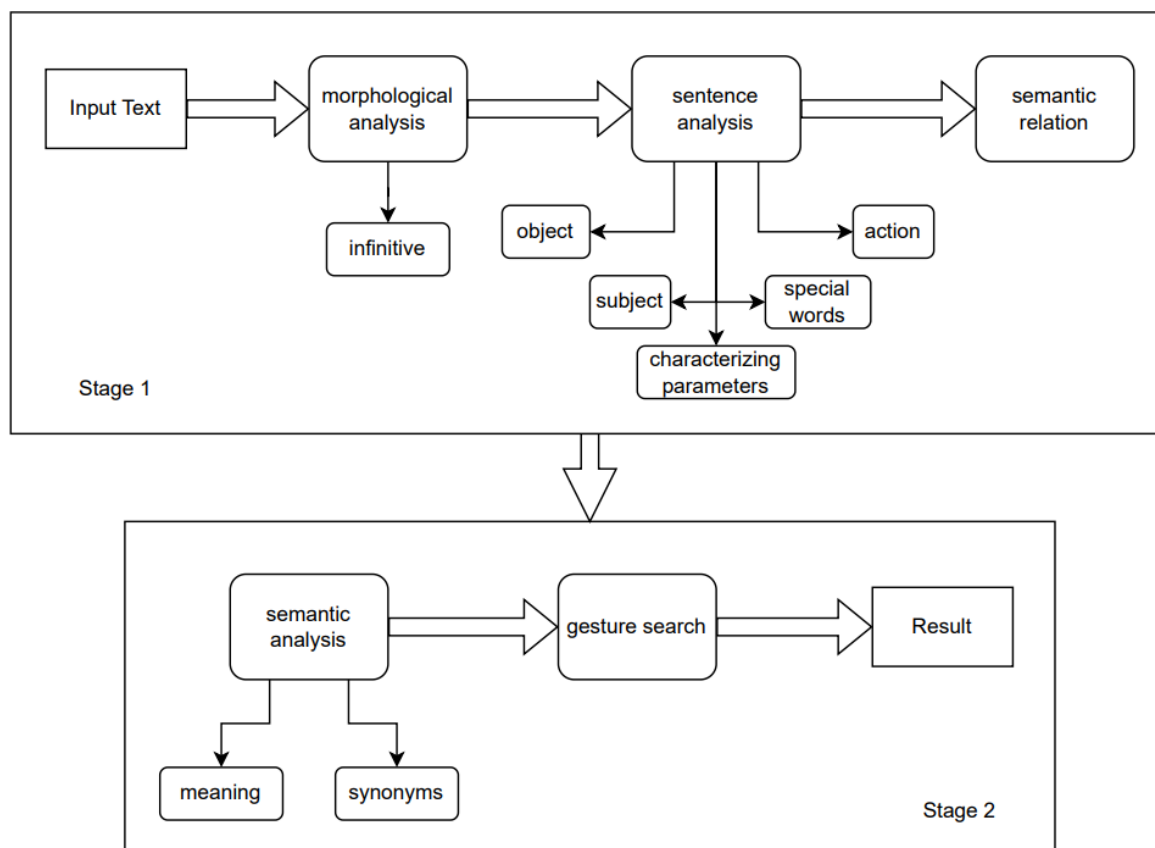 Input Text
morphological
analysis
sentence
analysis
semantic
relation
infinitive
object
action
subject
special
words
characterizing
parameters
Stage 1
semantic
analysis
gesture search
Result
meaning
synonyms
Stage 2